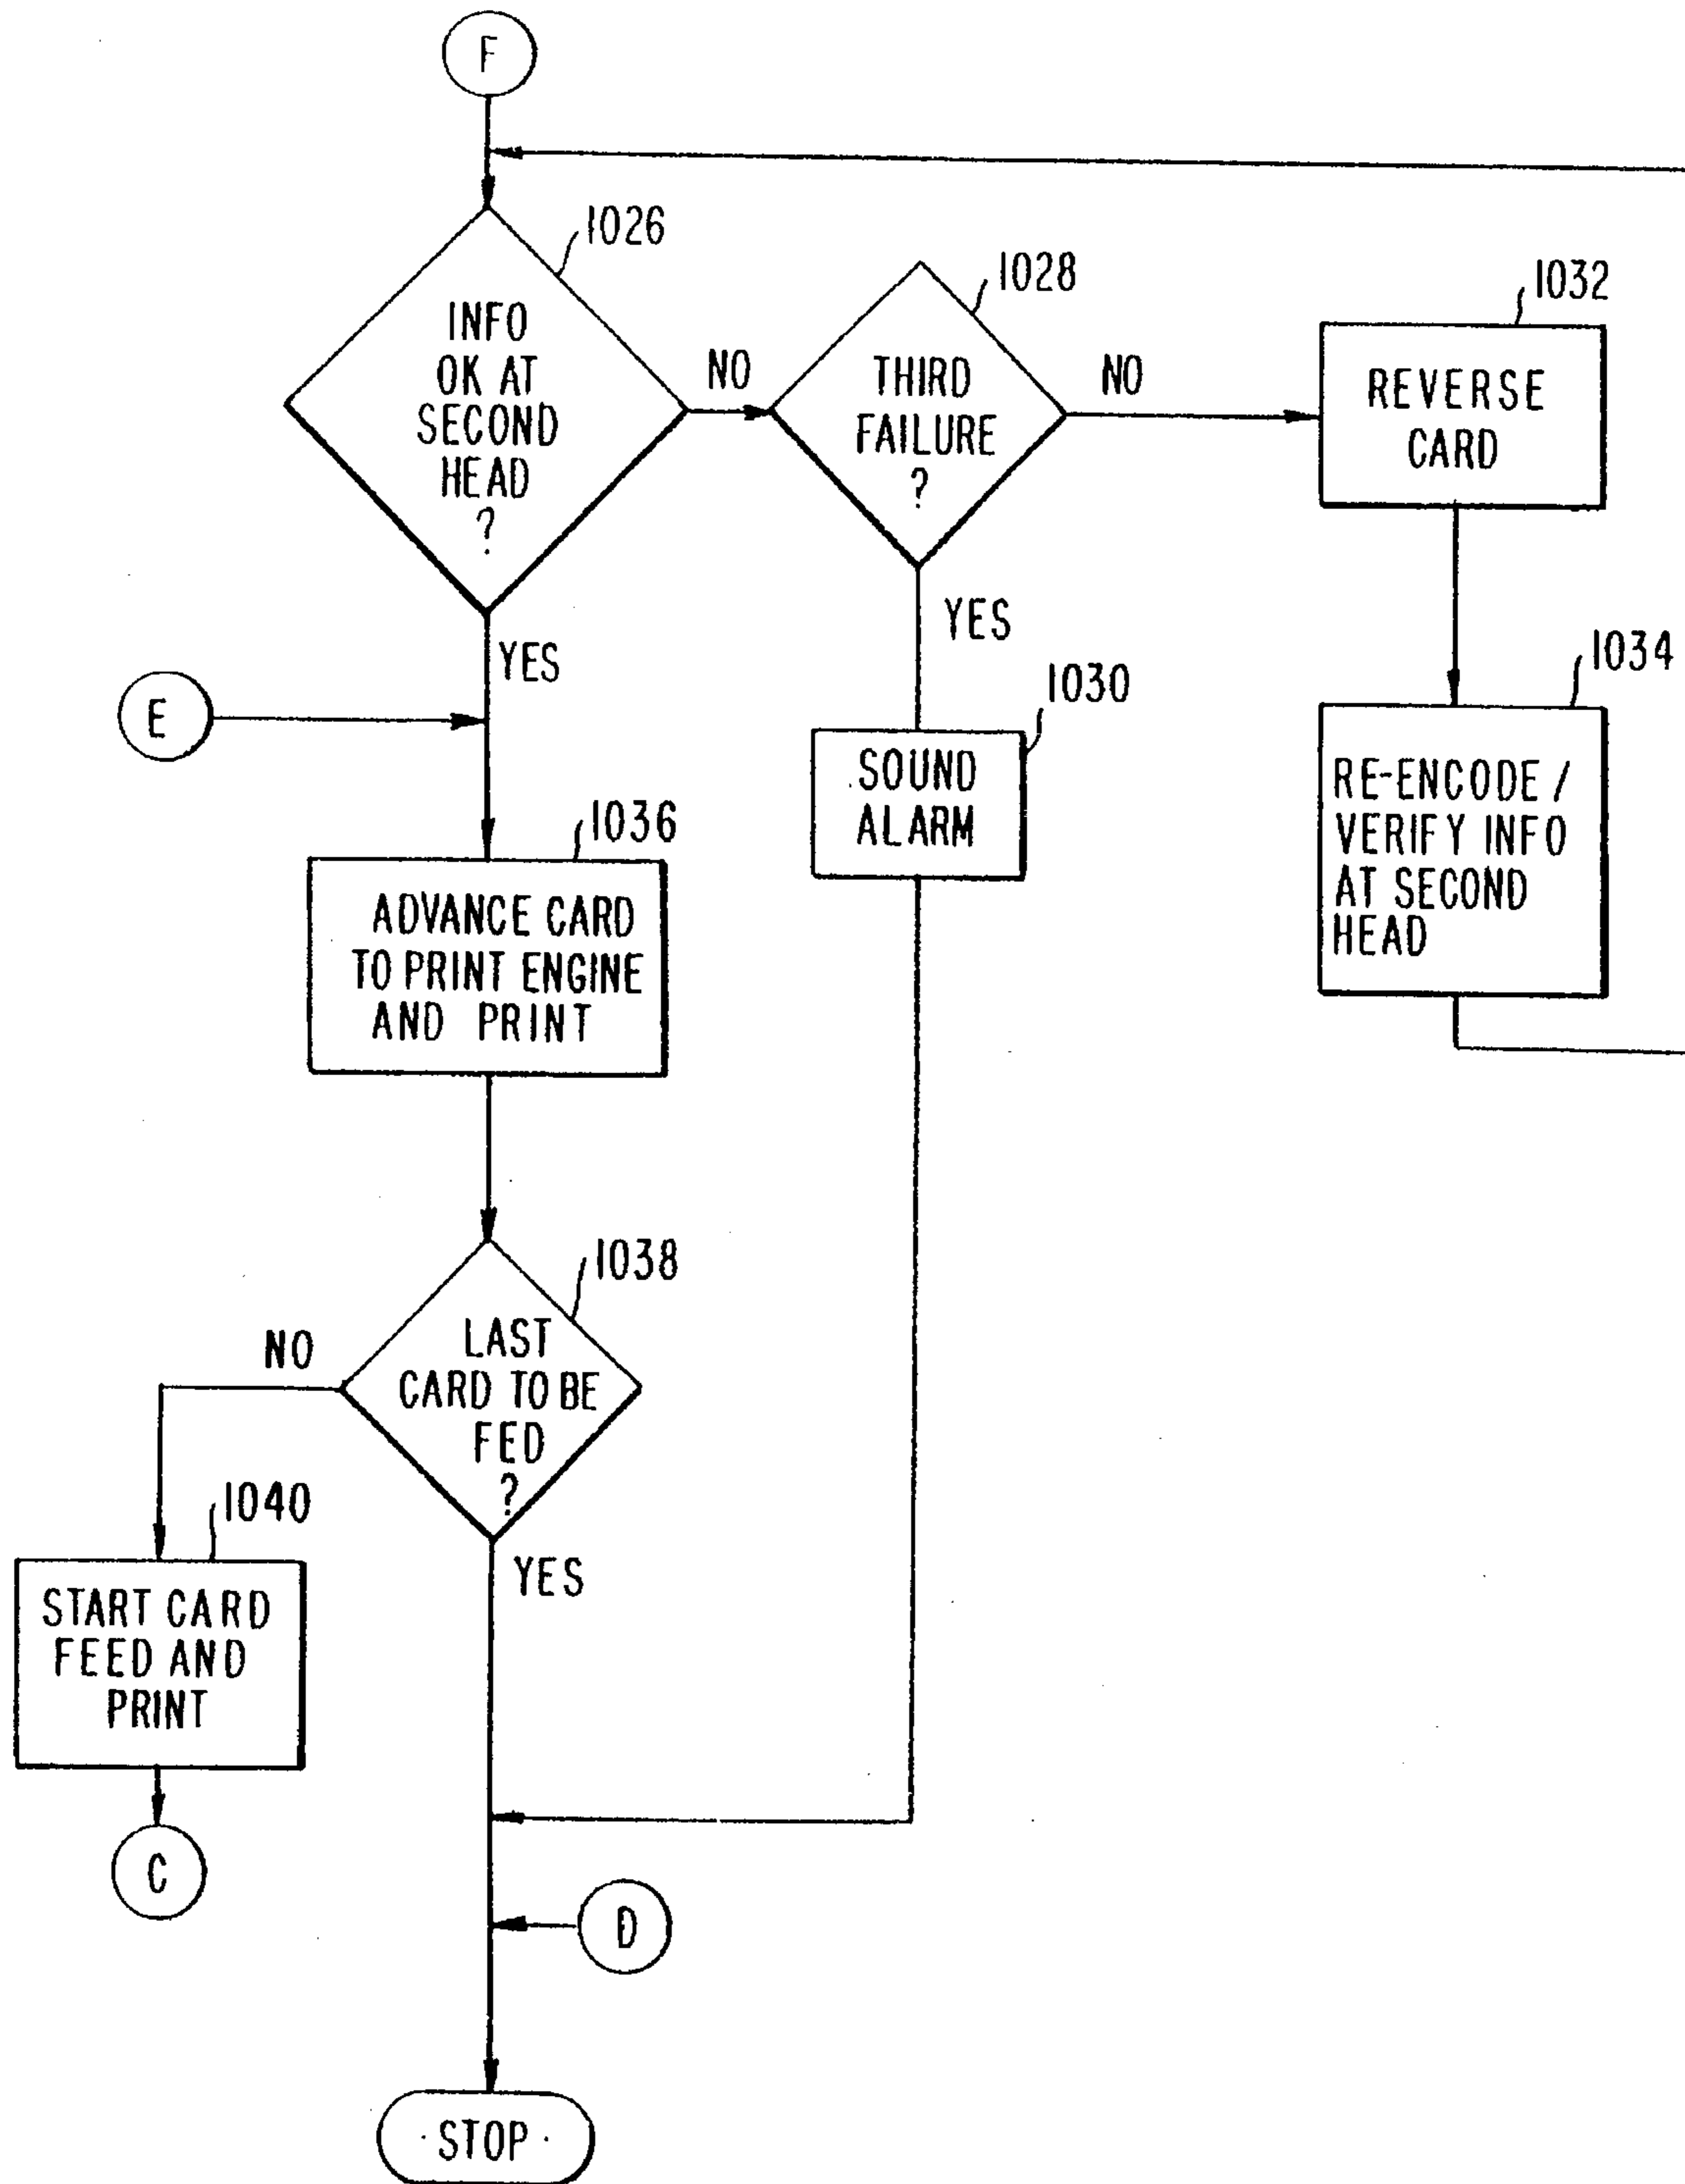 F
1026
INFO
OK AT
SECOND
HEAD
?
NO
YES
1028
THIRD
FAILURE
?
NO
YES
1032
REVERSE
CARD
1034
RE-ENCODE /
VERIFY INFO
AT SECOND
HEAD
1030
SOUND
ALARM
E
1036
ADVANCE CARD
TO PRINT ENGINE
AND PRINT
1038
LAST
CARD TO BE
FED
?
NO
YES
1040
START CARD
FEED AND
PRINT
C
D
STOP